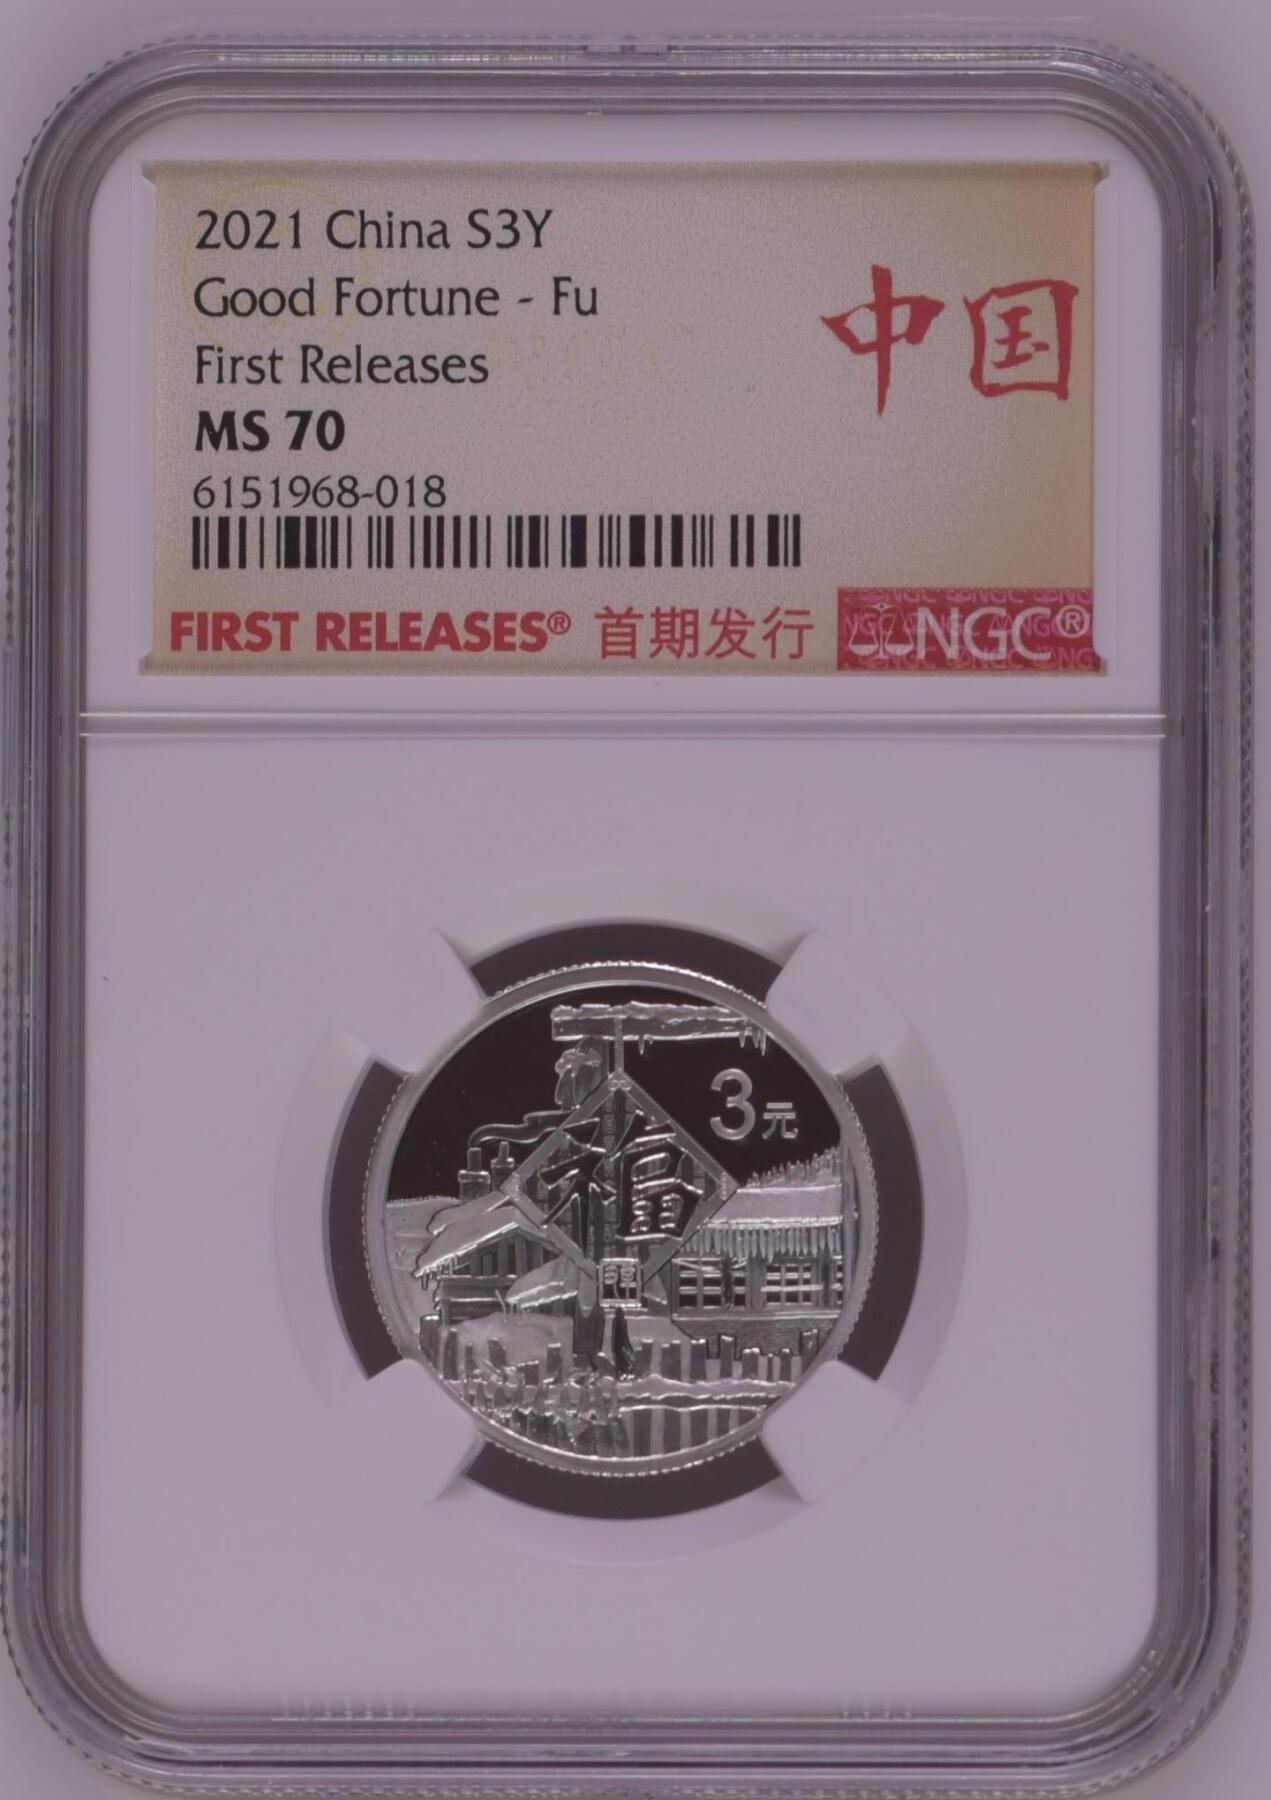 2021 China S3Y
Good Fortune - Fu
First Releases
MS 70
6151968-018
中国
FIRST RELEASES® 首期发行
NGC®
3元
福